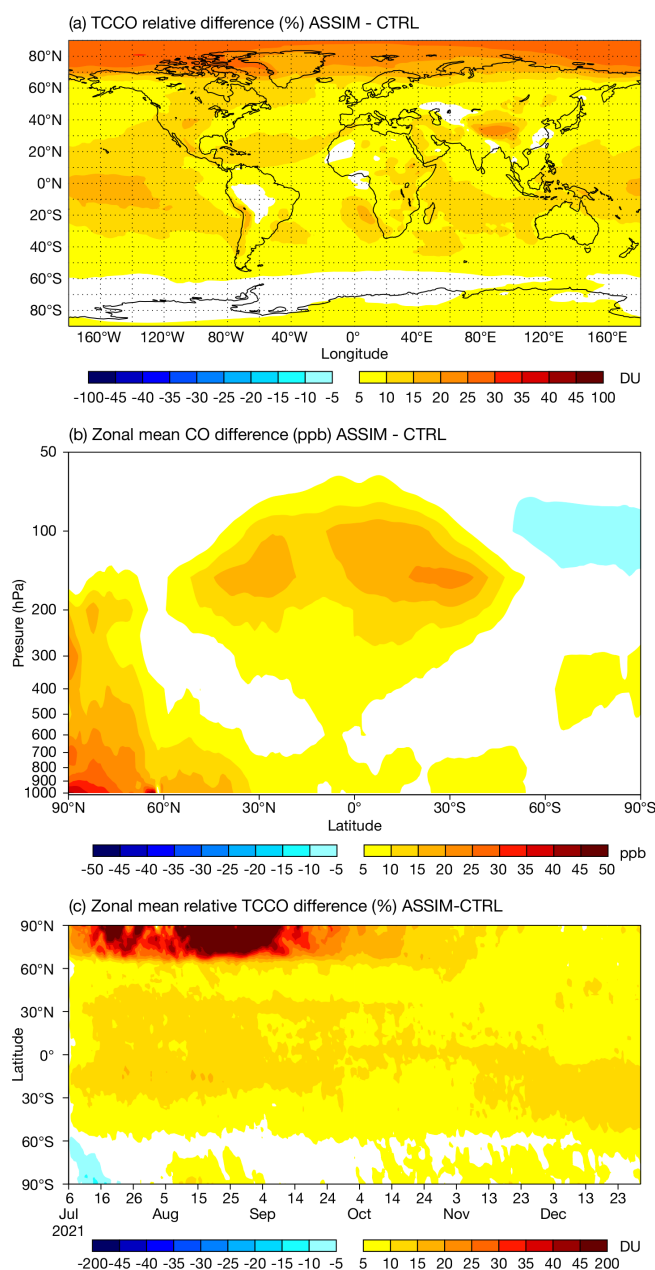 (a) TCCO relative difference (%) ASSIM - CTRL
80°N
60°N
40°N
20°N
0°N
20°S
40°S
60°S
80°S
160°W 120°W 80°W 40°W 0° 40°E 80°E 120°E 160°E
Longitude
DU
-100 -45 -40 -35 -30 -25 -20 -15 -10 -5 5 10 15 20 25 30 35 40 45 100
(b) Zonal mean CO difference (ppb) ASSIM - CTRL
50
100
200
300
400
500
600
700
800
900
1000
Presure (hPa)
90°N 60°N 30°N 0° 30°S 60°S 90°S
Latitude
ppb
-50 -45 -40 -35 -30 -25 -20 -15 -10 -5 5 10 15 20 25 30 35 40 45 50
(c) Zonal mean relative TCCO difference (%) ASSIM-CTRL
90°N
60°N
30°N
0°
30°S
60°S
90°S
Latitude
6 16 26 5 15 25 4 14 24 4 14 24 3 13 23 3 13 23
Jul Aug Sep Oct Nov Dec
2021
DU
-200 -45 -40 -35 -30 -25 -20 -15 -10 -5 5 10 15 20 25 30 35 40 45 200